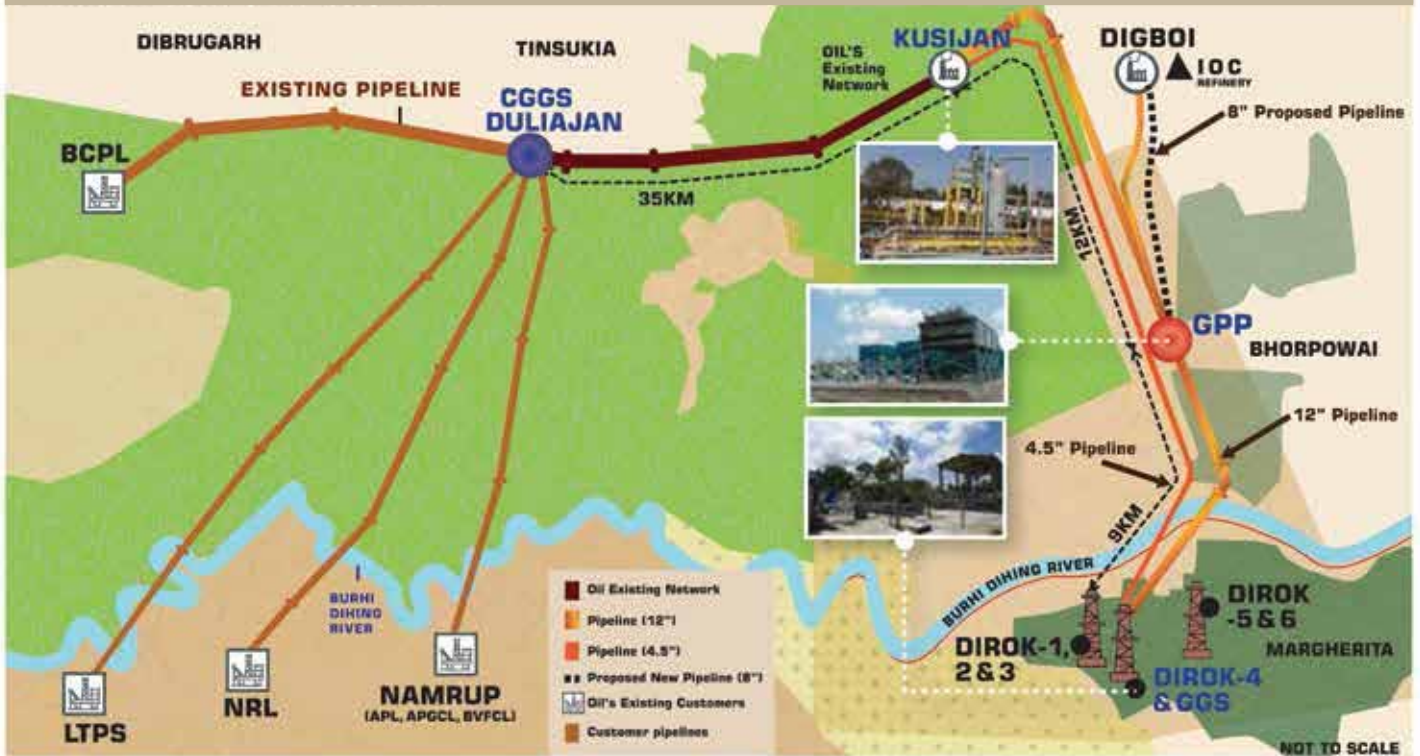 DIBRUGARH
TINSUKIA
OIL'S
Existing
Network
KUSIJAN
DIGBOI
IOC
REFINERY
EXISTING PIPELINE
CGGS
DULIAJAN
8" Proposed Pipeline
BCPL
35KM
12KM
GPP
BHORPOWAI
12" Pipeline
4.5" Pipeline
9KM
BURHI DIHING RIVER
BURHI
DIHING
RIVER
Oil Existing Network
Pipeline (12")
Pipeline (4.5")
Proposed New Pipeline (8")
Oil's Existing Customers
Customer pipelines
DIROK
-5 & 6
DIROK-1,
2 & 3
MARGHERITA
DIROK-4
& GGS
LTPS
NRL
NAMRUP
(APL, APGCL, BVFCL)
NOT TO SCALE